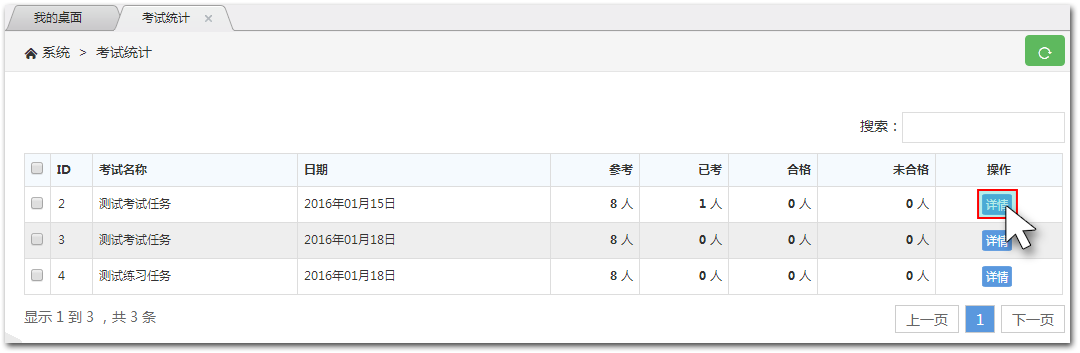 我的桌面 考试统计 ×
系统 > 考试统计
搜索：
ID 考试名称 日期 参考 已考 合格 未合格 操作
2 测试考试任务 2016年01月15日 8 人 1 人 0 人 0 人 详情
3 测试考试任务 2016年01月18日 8 人 0 人 0 人 0 人 详情
4 测试练习任务 2016年01月18日 8 人 0 人 0 人 0 人 详情
显示 1 到 3 ，共 3 条 上一页 1 下一页